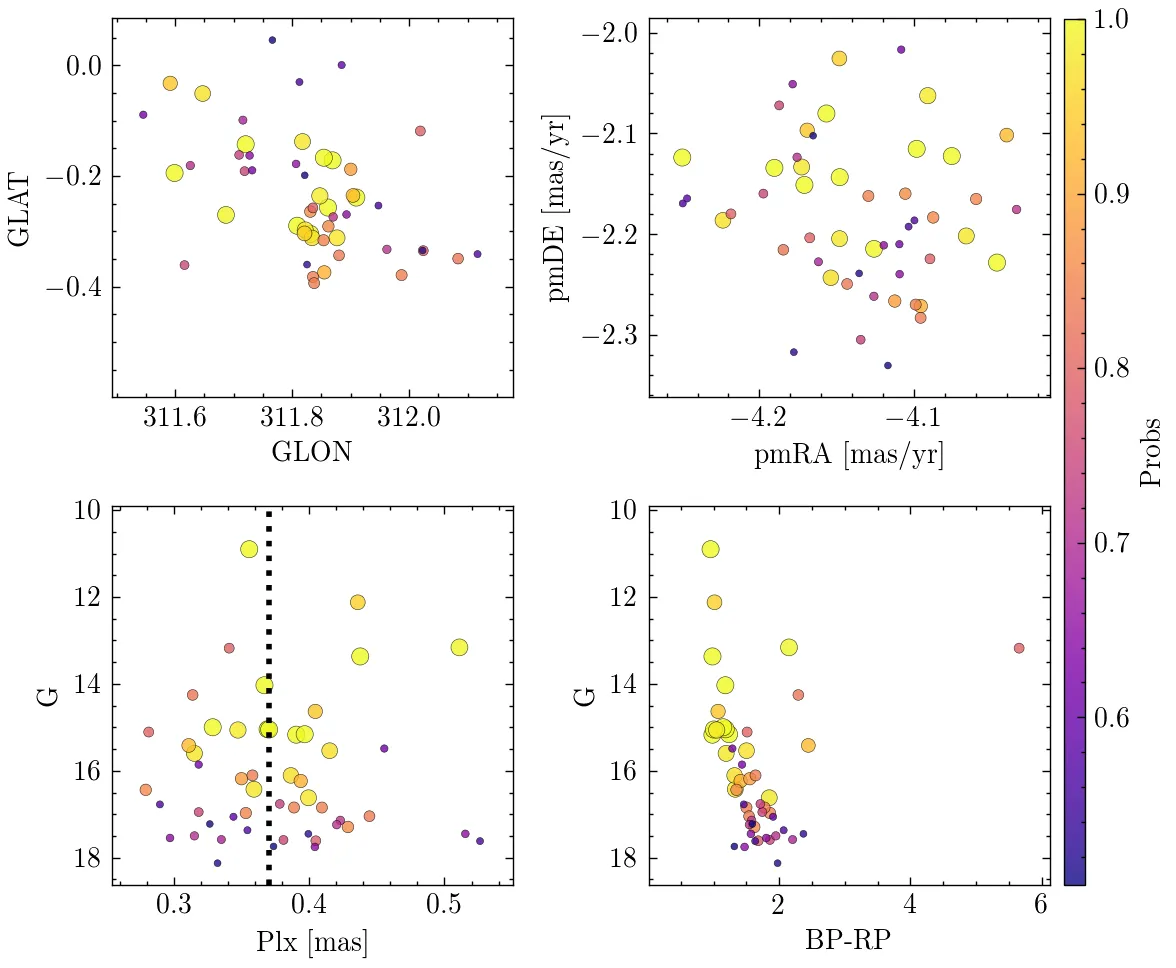 0.0
−0.2
−0.4
GLAT
311.6 311.8 312.0
GLON
−2.0
−2.1
−2.2
−2.3
pmDE [mas/yr]
−4.2 −4.1
pmRA [mas/yr]
10
12
14
16
18
G
0.3 0.4 0.5
Plx [mas]
10
12
14
16
18
G
2 4 6
BP-RP
1.0
0.9
0.8
0.7
0.6
Probs